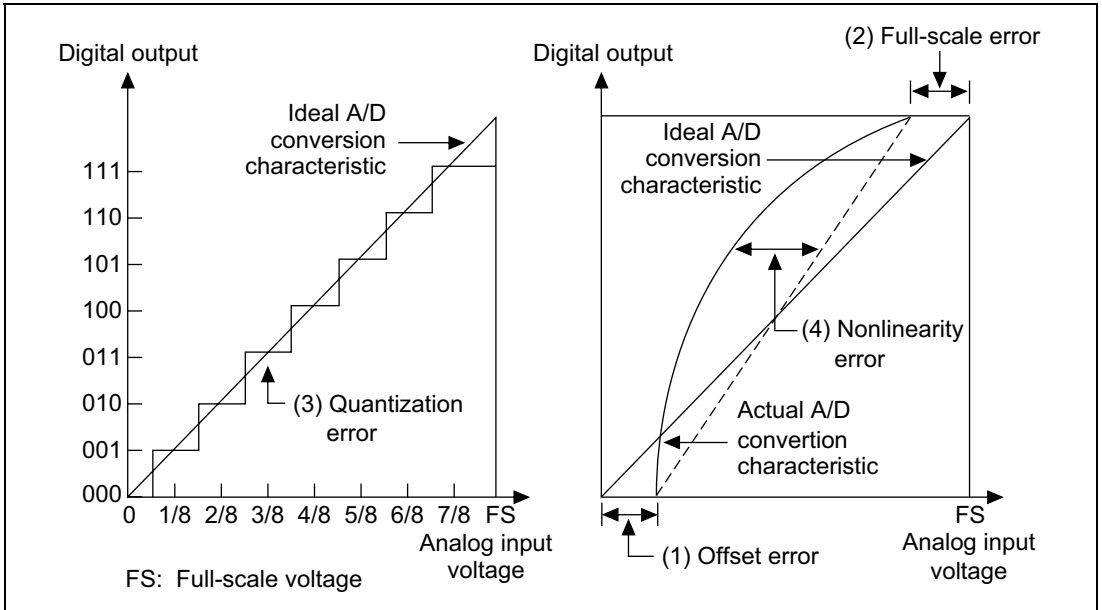 Digital output
Ideal A/D
conversion
characteristic
111
110
101
100
011
010
001
000
(3) Quantization
error
0 1/8 2/8 3/8 4/8 5/8 6/8 7/8 FS
Analog input
voltage
FS: Full-scale voltage
Digital output
(2) Full-scale error
Ideal A/D
conversion
characteristic
(4) Nonlinearity
error
Actual A/D
convertion
characteristic
FS
Analog input
voltage
(1) Offset error